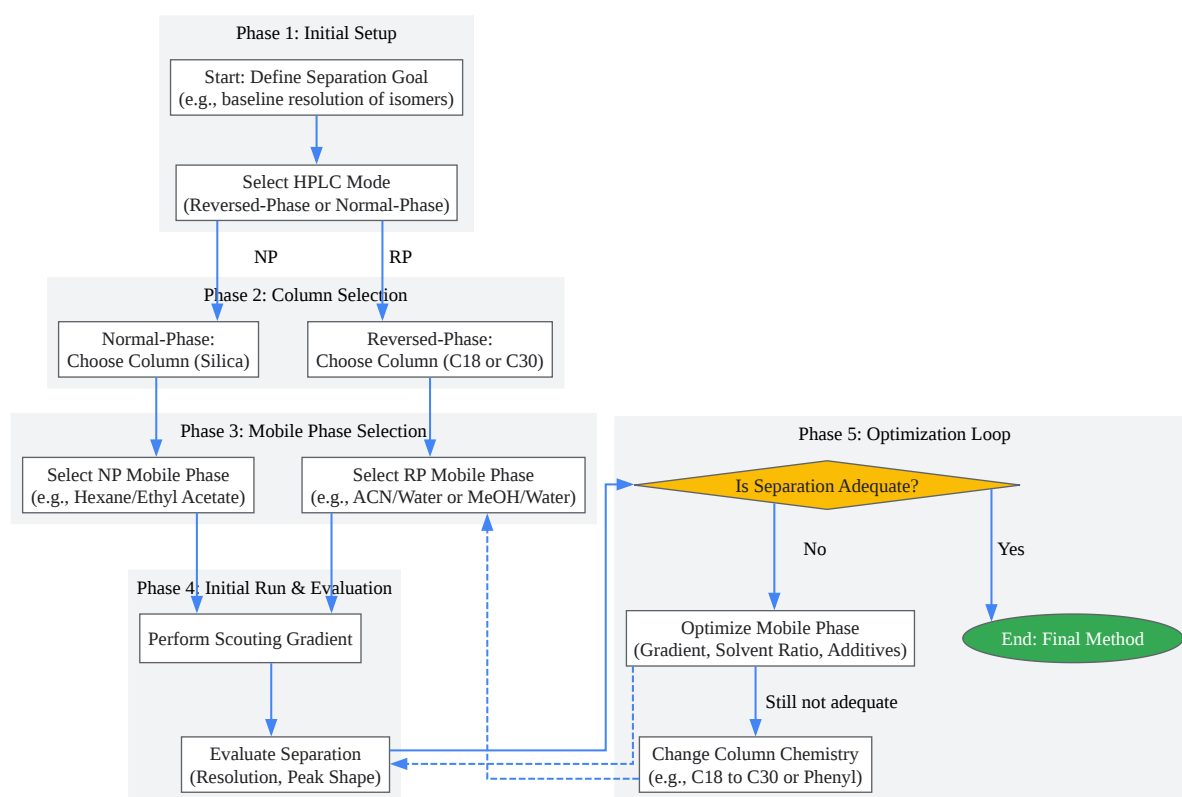 Phase 1: Initial Setup
Start: Define Separation Goal
(e.g., baseline resolution of isomers)
Select HPLC Mode
(Reversed-Phase or Normal-Phase)
NP
RP
Phase 2: Column Selection
Normal-Phase:
Choose Column (Silica)
Reversed-Phase:
Choose Column (C18 or C30)
Phase 3: Mobile Phase Selection
Select NP Mobile Phase
(e.g., Hexane/Ethyl Acetate)
Select RP Mobile Phase
(e.g., ACN/Water or MeOH/Water)
Phase 4: Initial Run & Evaluation
Perform Scouting Gradient
Evaluate Separation
(Resolution, Peak Shape)
Phase 5: Optimization Loop
Is Separation Adequate?
No
Yes
Optimize Mobile Phase
(Gradient, Solvent Ratio, Additives)
End: Final Method
Still not adequate
Change Column Chemistry
(e.g., C18 to C30 or Phenyl)